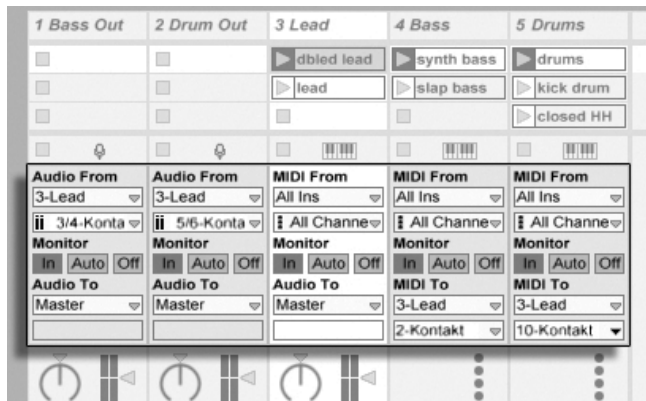 1 Bass Out 2 Drum Out 3 Lead 4 Bass 5 Drums
dbled lead synth bass drums
lead slap bass kick drum
closed HH
Audio From Audio From MIDI From MIDI From MIDI From
3-Lead 3-Lead All Ins All Ins All Ins
3/4-Konta 5/6-Konta All Channe All Channe All Channe
Monitor Monitor Monitor Monitor Monitor
In Auto Off In Auto Off In Auto Off In Auto Off In Auto Off
Audio To Audio To Audio To MIDI To MIDI To
Master Master Master 3-Lead 3-Lead
2-Kontakt 10-Kontakt